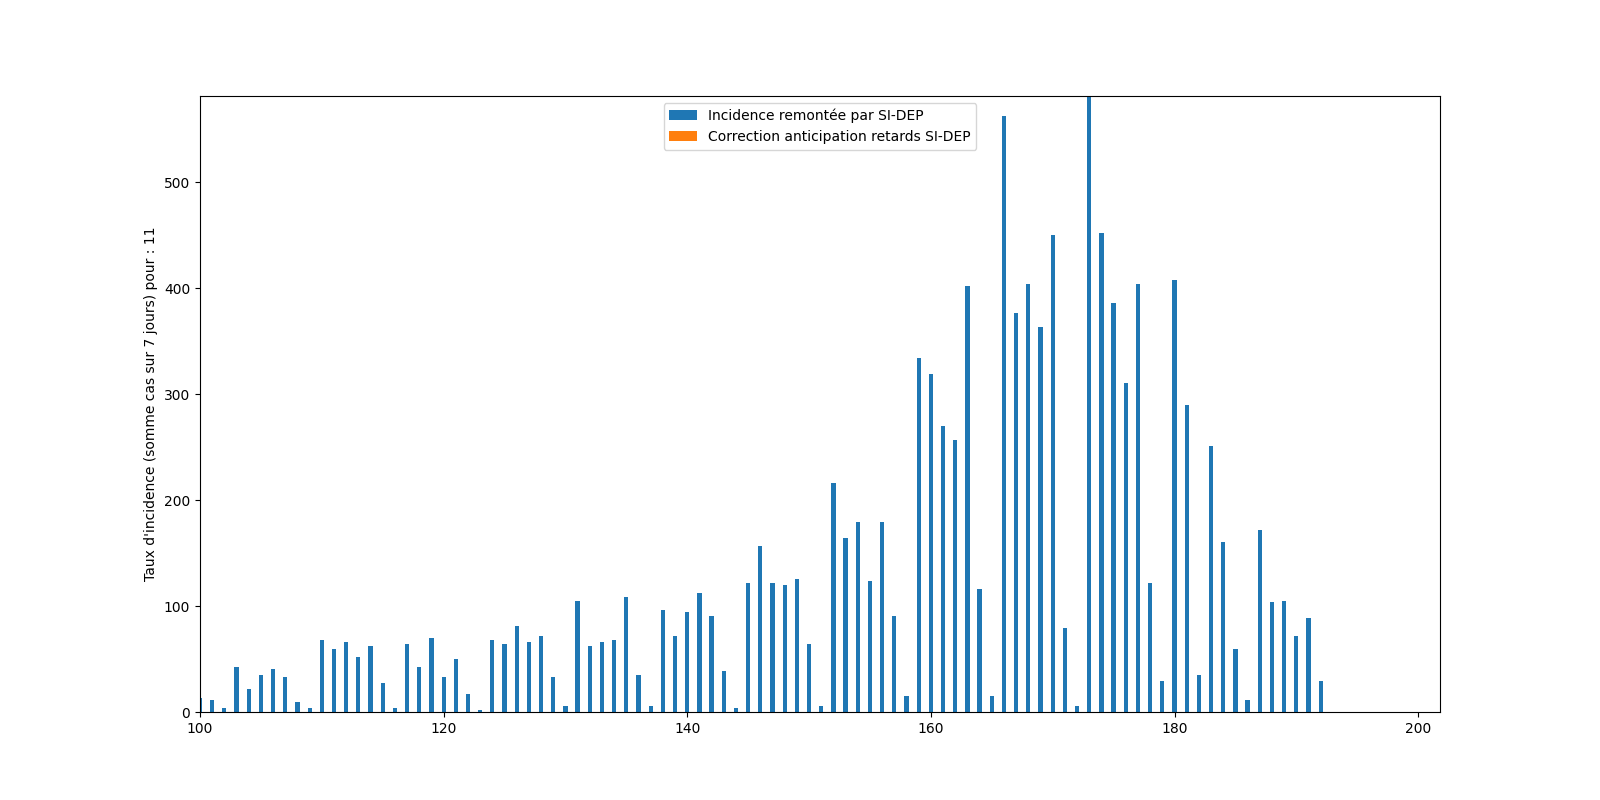 Incidence remontée par SI-DEP
Correction anticipation retards SI-DEP
Taux d'incidence (somme cas sur 7 jours) pour : 11
500
400
300
200
100
0
100 120 140 160 180 200